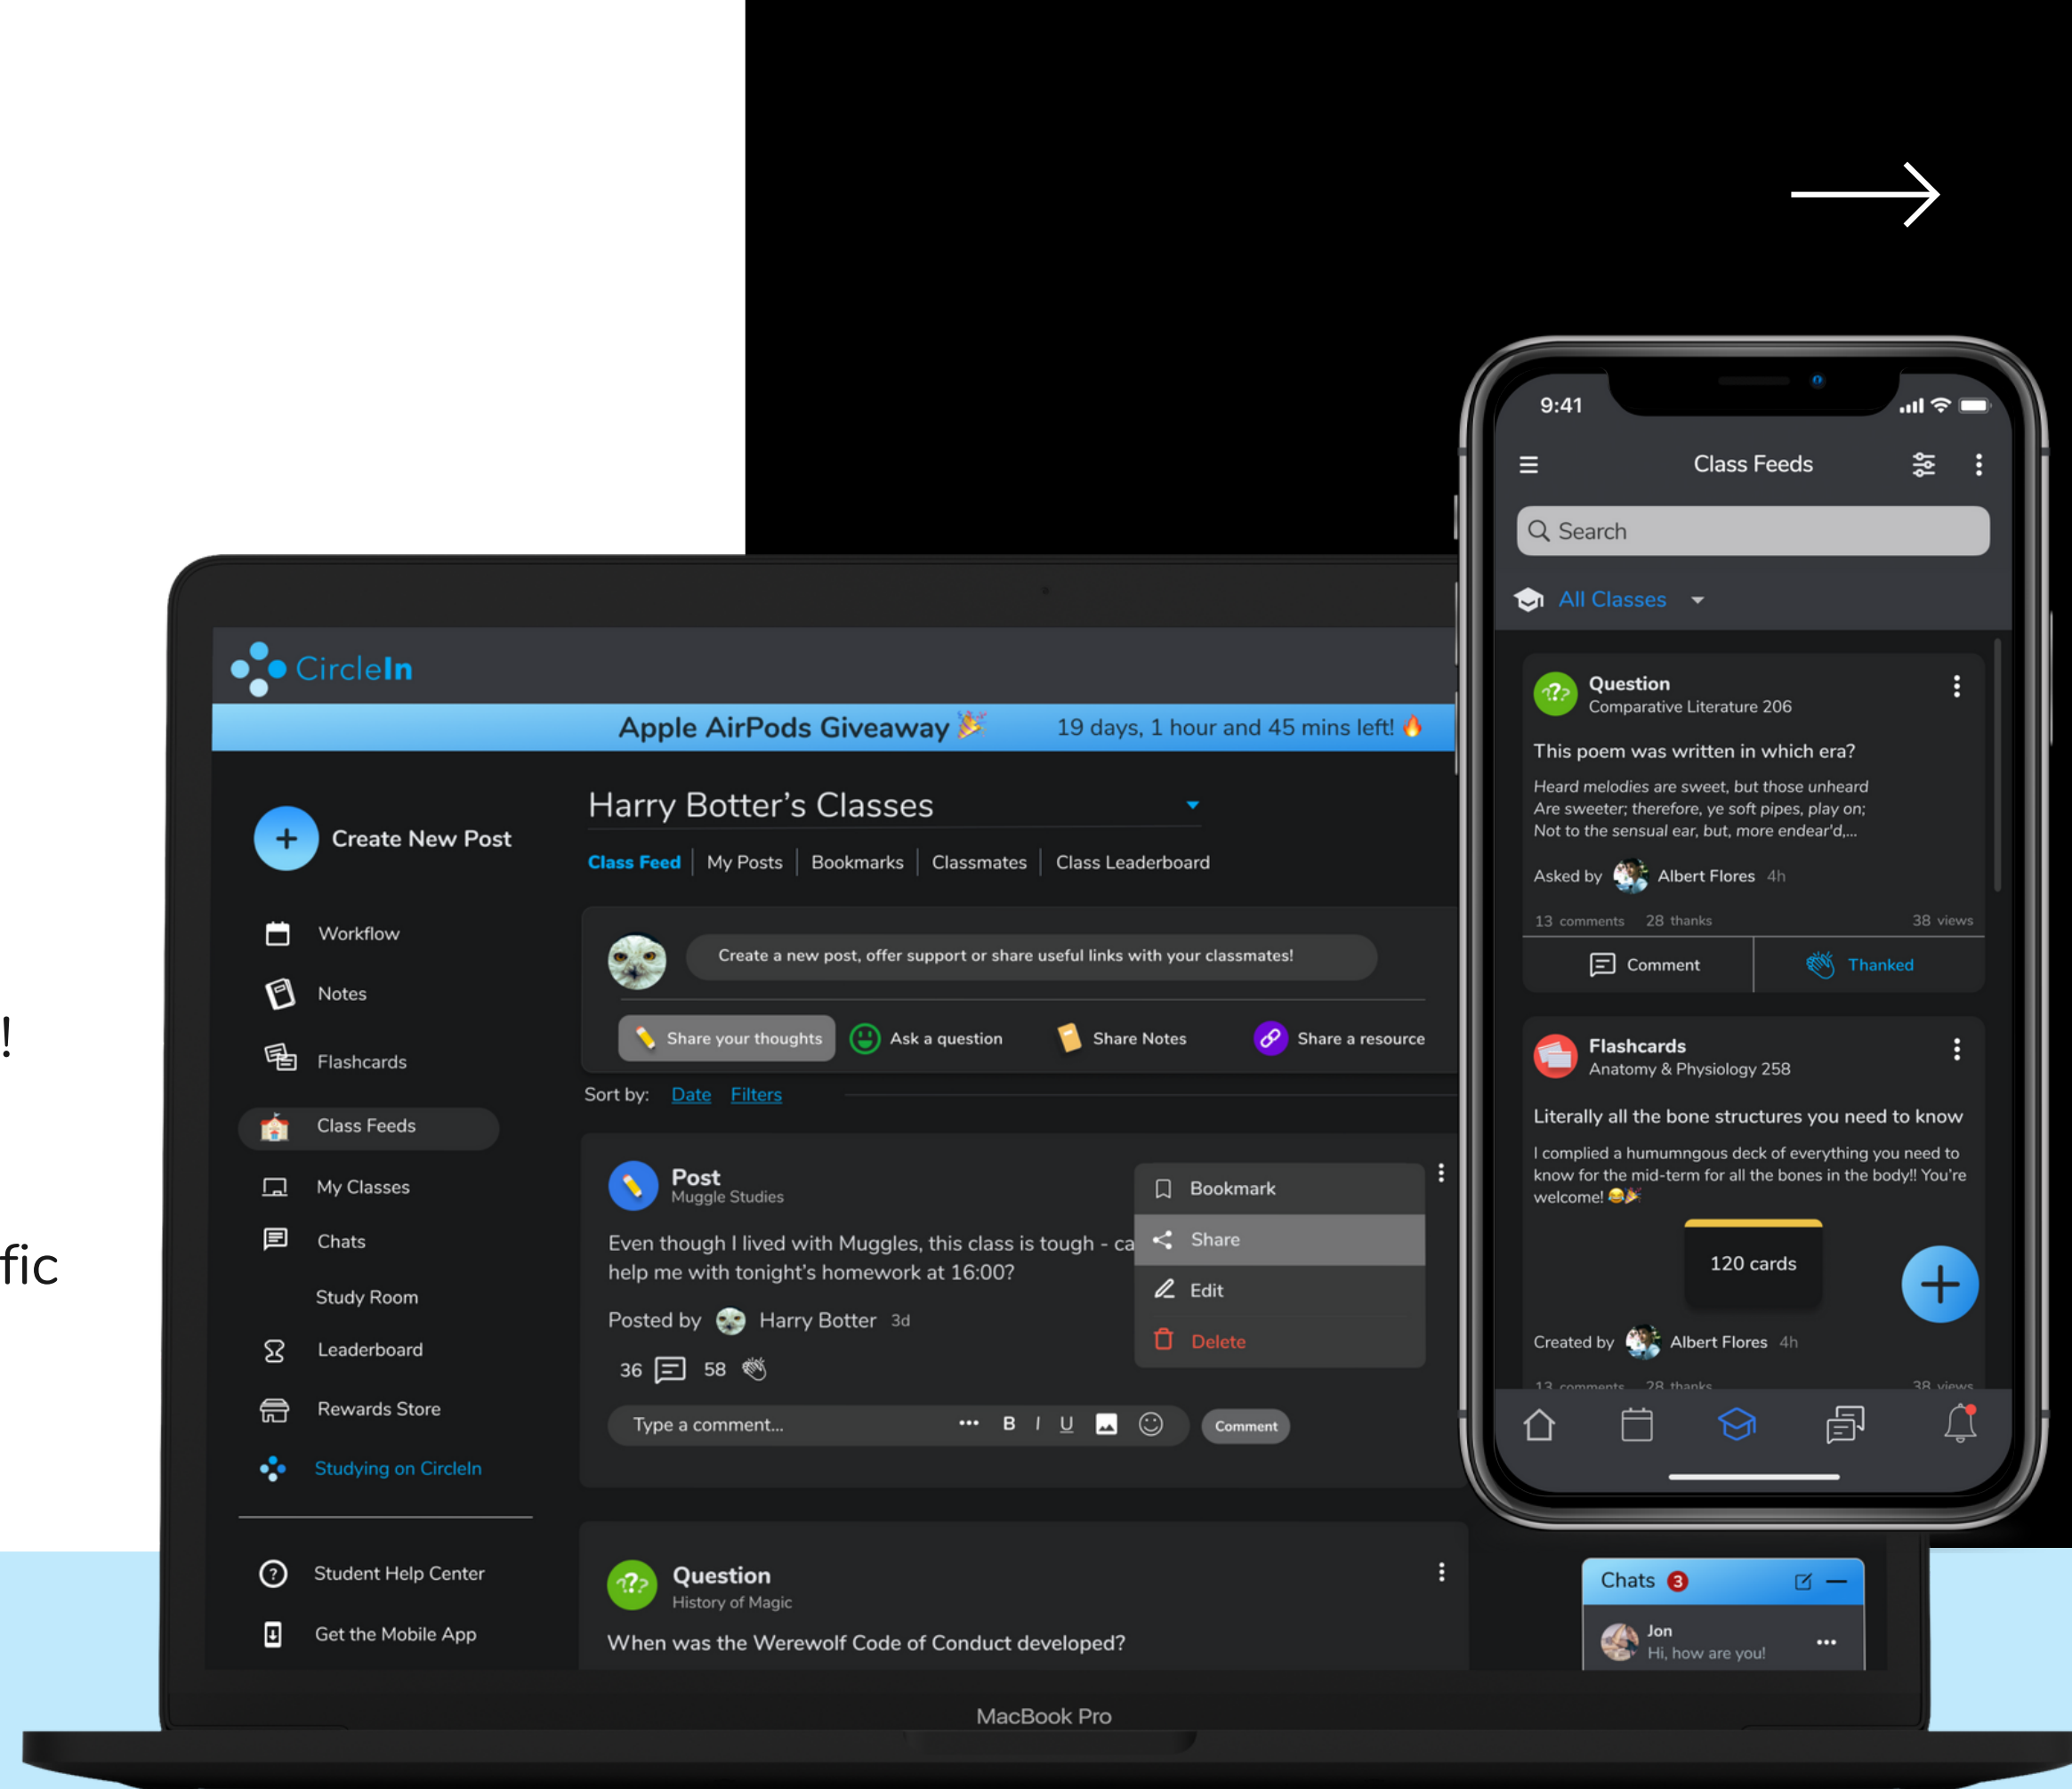 !
fic
CircleIn
Apple AirPods Giveaway 🎉 19 days, 1 hour and 45 mins left! 🔥
Create New Post
Workflow
Notes
Flashcards
Class Feeds
My Classes
Chats
Study Room
Leaderboard
Rewards Store
Studying on CircleIn
Student Help Center
Get the Mobile App
Harry Botter's Classes
Class Feed | My Posts | Bookmarks | Classmates | Class Leaderboard
Create a new post, offer support or share useful links with your classmates!
Share your thoughts Ask a question Share Notes Share a resource
Sort by: Date Filters
Post
Muggle Studies
Even though I lived with Muggles, this class is tough - ca
help me with tonight's homework at 16:00?
Posted by Harry Botter 3d
36 58
Bookmark
Share
Edit
Delete
Type a comment... ••• B I U Comment
???
Question
History of Magic
When was the Werewolf Code of Conduct developed?
Chats 3
Jon
Hi, how are you!
MacBook Pro
9:41
Class Feeds
Search
All Classes
???
Question
Comparative Literature 206
This poem was written in which era?
Heard melodies are sweet, but those unheard
Are sweeter; therefore, ye soft pipes, play on;
Not to the sensual ear, but, more endear'd,...
Asked by Albert Flores 4h
13 comments 28 thanks 38 views
Comment Thanked
Flashcards
Anatomy & Physiology 258
Literally all the bone structures you need to know
I complied a humumngous deck of everything you need to
know for the mid-term for all the bones in the body!! You're
welcome! 😂🎉
120 cards
Created by Albert Flores 4h
13 comments 28 thanks 38 views